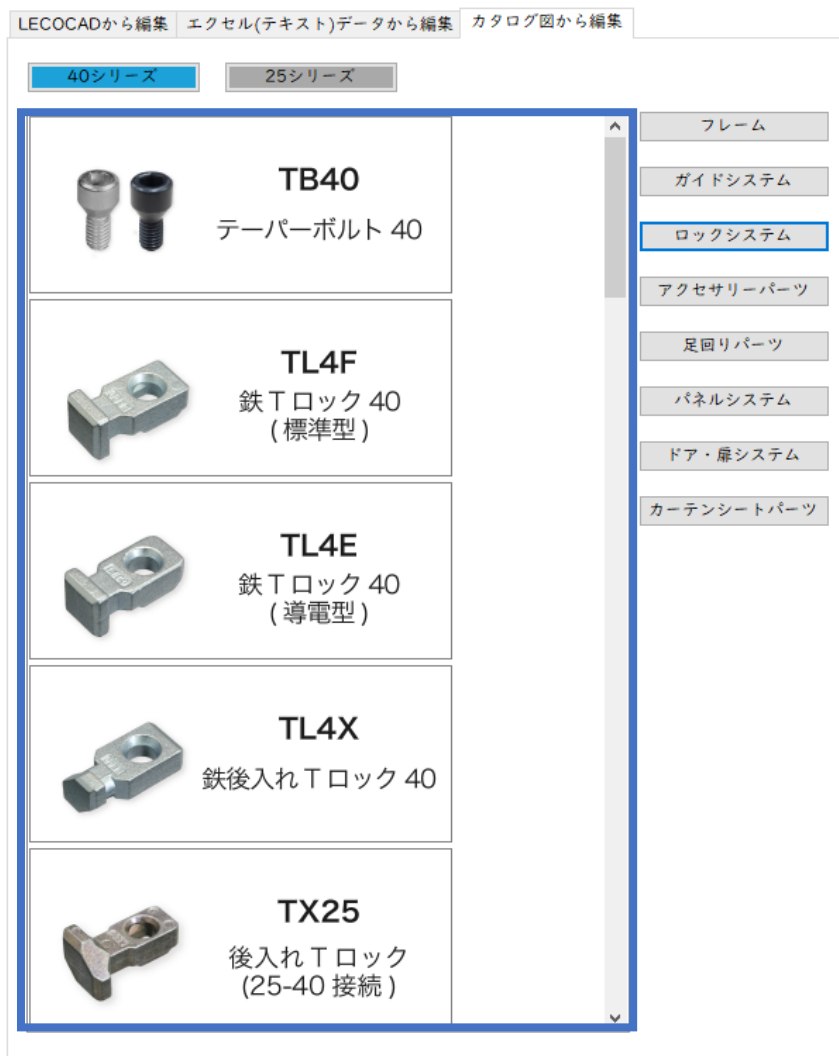 LECOCADから編集
エクセル(テキスト)データから編集
カタログ図から編集
40シリーズ
25シリーズ
TB40
テーパーボルト 40
TL4F
鉄 T ロック 40
( 標準型 )
TL4E
鉄 T ロック 40
( 導電型 )
TL4X
鉄後入れ T ロック 40
TX25
後入れ T ロック
(25-40 接続 )
フレーム
ガイドシステム
ロックシステム
アクセサリーパーツ
足回りパーツ
パネルシステム
ドア・扉システム
カーテンシートパーツ